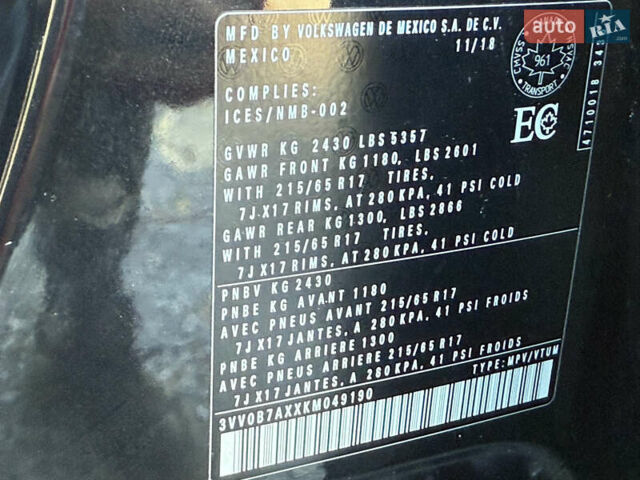 MFD BY VOLKSWAGEN DE MEXICO S.A. DE C.V.
MEXICO 11/18
COMPLIES:
ICES/NMB-002
GVWR KG 2430 LBS 5357
GAWR FRONT KG 1180, LBS 2601
WITH 215/65 R17 TIRES,
7J X17 RIMS, AT 280 KPA, 41 PSI COLD
GAWR REAR KG 1300, LBS 2866
WITH 215/65 R17 TIRES,
7J X17 RIMS, AT 280 KPA, 41 PSI COLD
PNBV KG 2430
PNBE KG AVANT 1180
AVEC PNEUS AVANT 215/65 R17
7J X17 JANTES, A 280 KPA, 41 PSI FROIDS
PNBE KG ARRIERE 1300
AVEC PNEUS ARRIERE 215/65 R17
7J X17 JANTES, A 280 KPA, 41 PSI FROIDS
3VV0B7AXXKM049190 TYPE: MPV/VTUM
961
TRANSPORT
EC
4710018
auto RIA
.com